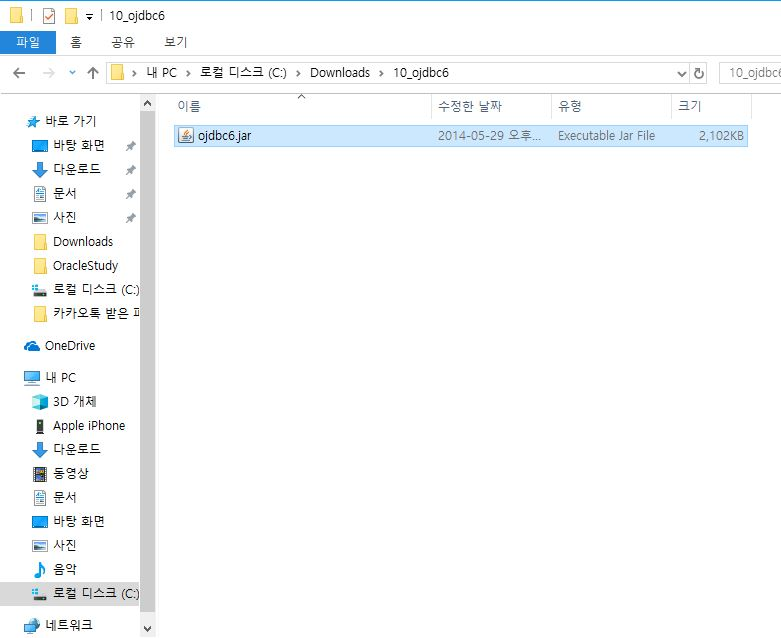 10_ojdbc6
파일 홈 공유 보기
내 PC 로컬 디스크 (C:) Downloads 10_ojdbc6 10_ojdbc6
이름 수정한 날짜 유형 크기
ojdbc6.jar 2014-05-29 오후... Executable Jar File 2,102KB
바로 가기
바탕 화면
다운로드
문서
사진
Downloads
OracleStudy
로컬 디스크 (C:)
카카오톡 받은
OneDrive
내 PC
3D 개체
Apple iPhone
다운로드
동영상
문서
바탕 화면
사진
음악
로컬 디스크 (C:)
네트워크